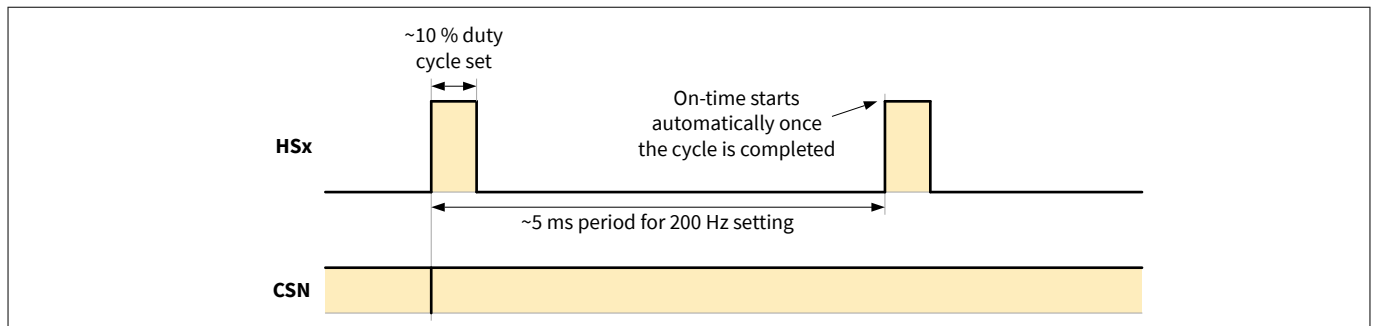 ~10 % duty
cycle set
On-time starts
automatically once
the cycle is completed
HSx
~5 ms period for 200 Hz setting
CSN